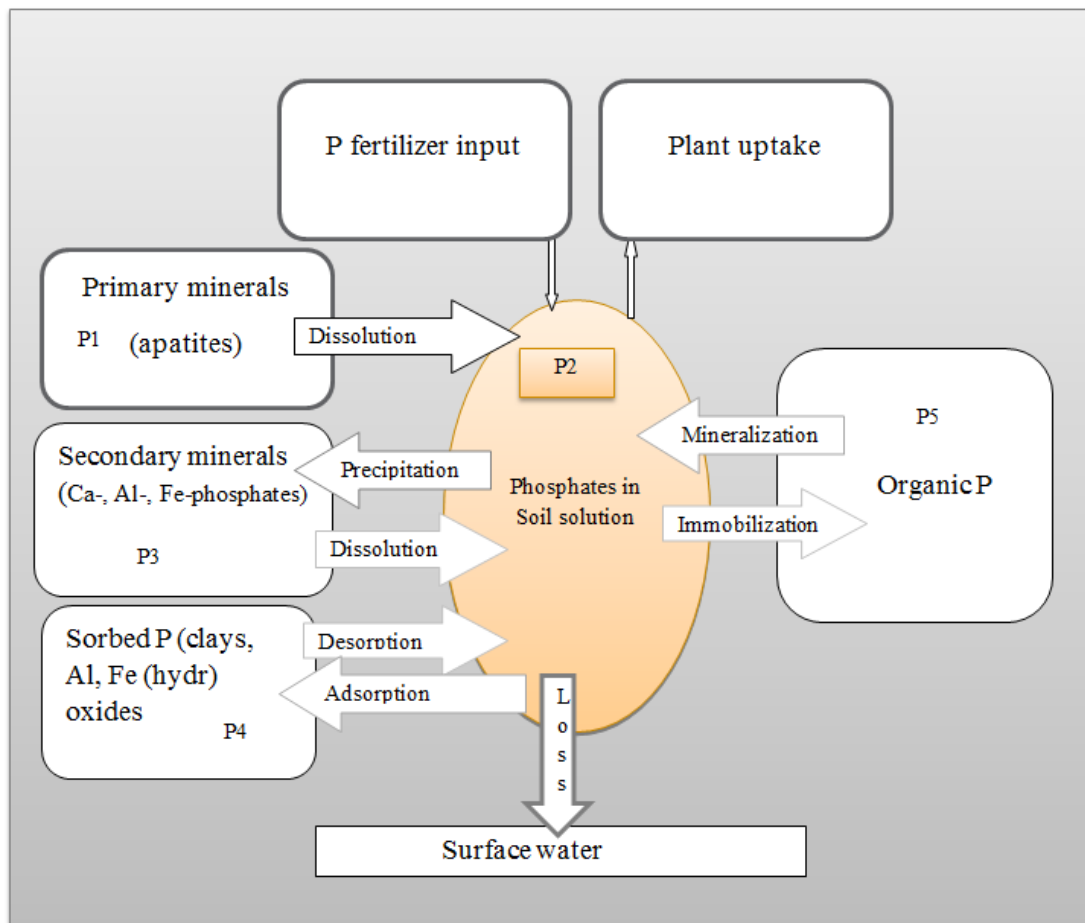 P fertilizer input
Plant uptake
Primary minerals
P1 (apatites)
Dissolution
P2
Secondary minerals
(Ca-, Al-, Fe-phosphates)
P3
Precipitation
Dissolution
Phosphates in
Soil solution
Mineralization
Immobilization
P5
Organic P
Sorbed P (clays,
Al, Fe (hydr)
oxides
P4
Desorption
Adsorption
Loss
Surface water